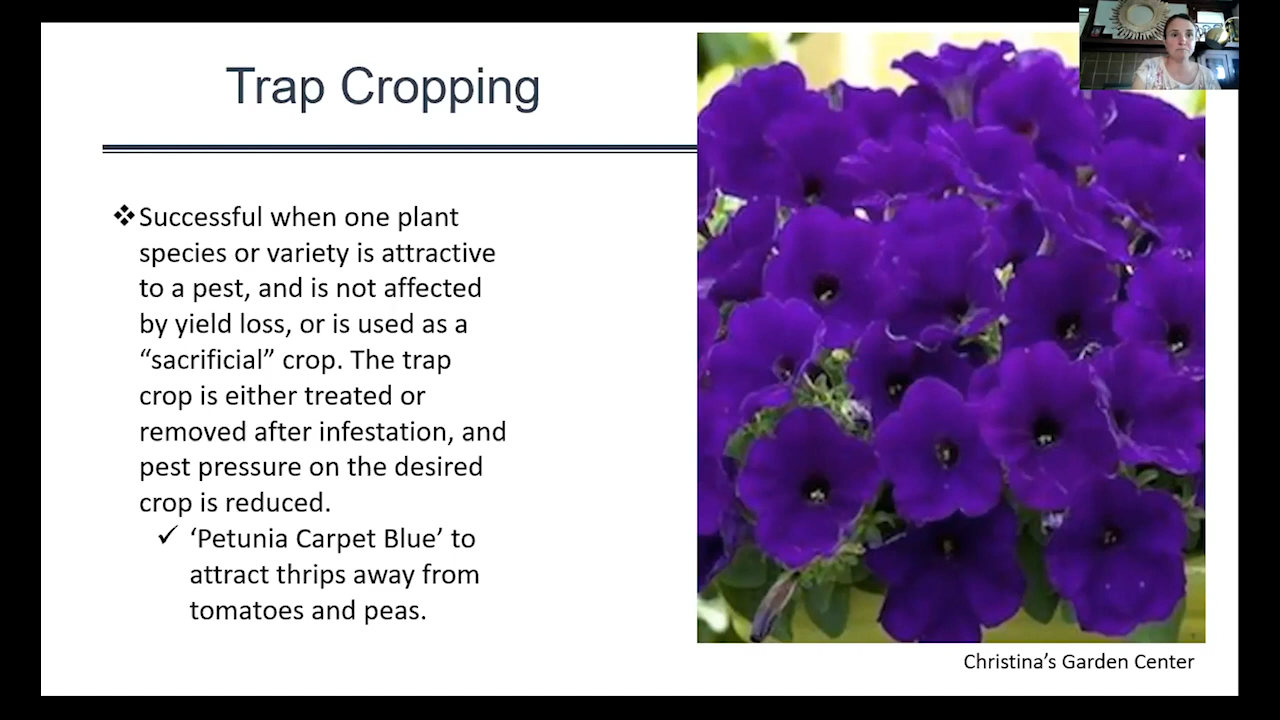 Trap Cropping
❖Successful when one plant
species or variety is attractive
to a pest, and is not affected
by yield loss, or is used as a
“sacrificial” crop. The trap
crop is either treated or
removed after infestation, and
pest pressure on the desired
crop is reduced.
✓ ‘Petunia Carpet Blue’ to
attract thrips away from
tomatoes and peas.
Christina’s Garden Center